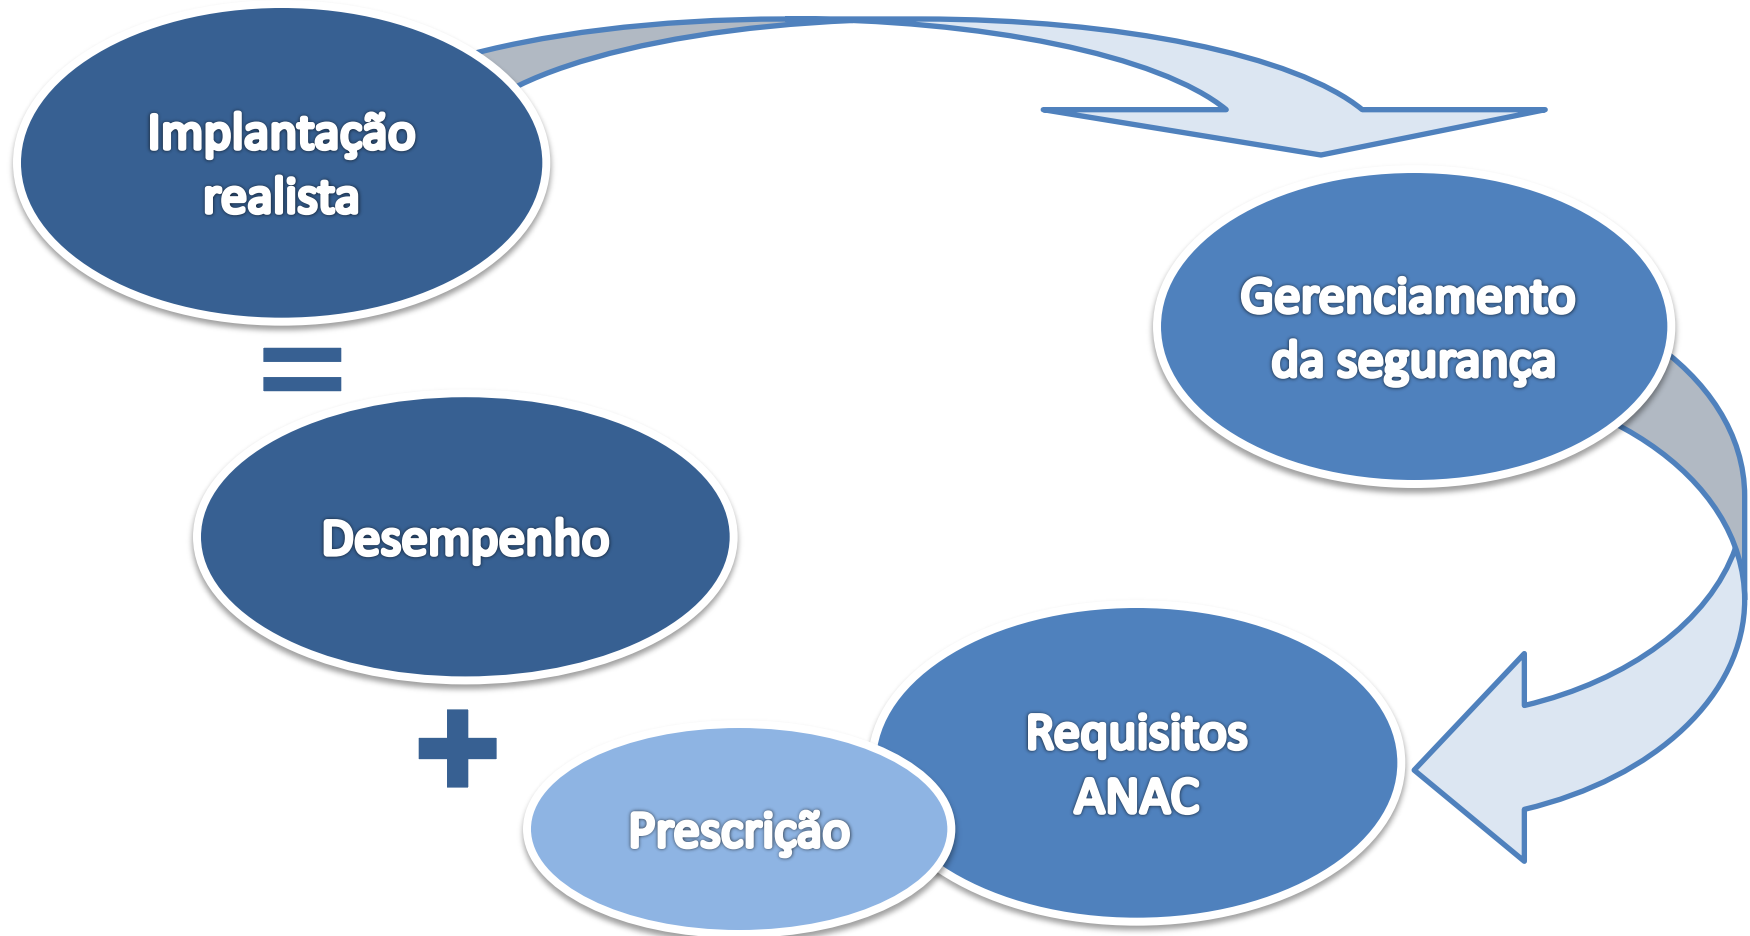 Implantação
realista
Gerenciamento
da segurança
=
Desempenho
+
Prescrição
Requisitos
ANAC